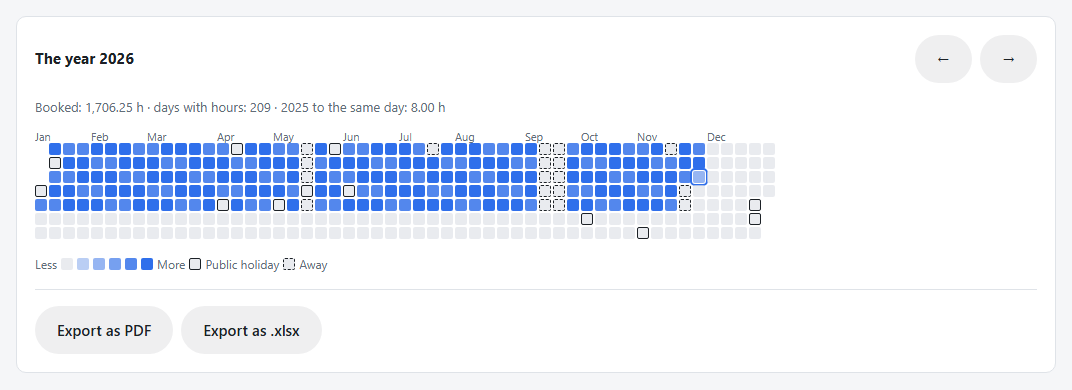 The year 2026
← →
Booked: 1,706.25 h · days with hours: 209 · 2025 to the same day: 8.00 h
Jan Feb Mar Apr May Jun Jul Aug Sep Oct Nov Dec
Less More Public holiday Away
Export as PDF Export as .xlsx